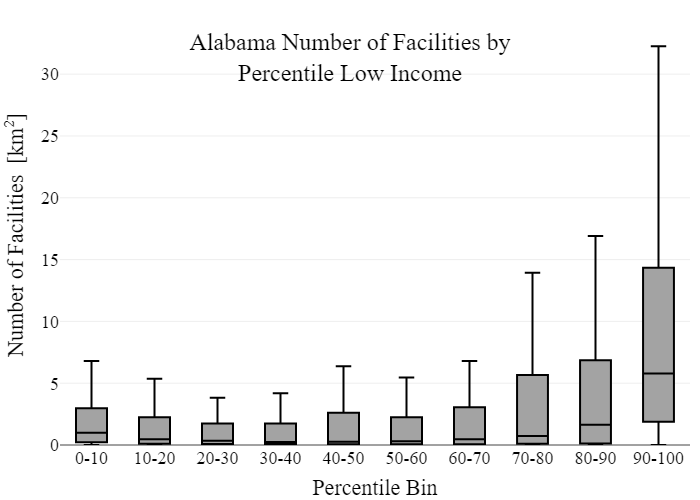 Alabama Number of Facilities by
Percentile Low Income
Number of Facilities [km²]
30
25
20
15
10
5
0
0-10 10-20 20-30 30-40 40-50 50-60 60-70 70-80 80-90 90-100
Percentile Bin